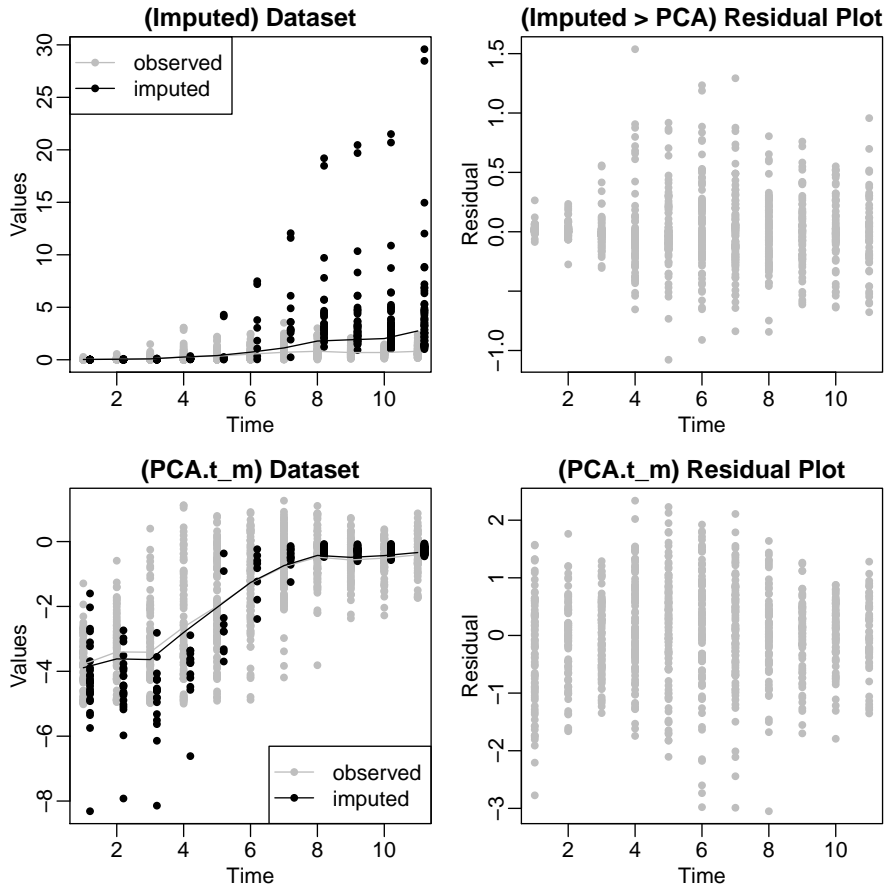 (Imputed) Dataset
Values
0
5
10
15
20
25
30
observed
imputed
2
4
6
8
10
Time
(Imputed > PCA) Residual Plot
Residual
−1.0
0.0
0.5
1.0
1.5
2
4
6
8
10
Time
(PCA.t_m) Dataset
Values
−8
−6
−4
−2
0
observed
imputed
2
4
6
8
10
Time
(PCA.t_m) Residual Plot
Residual
−3
−2
−1
0
1
2
2
4
6
8
10
Time